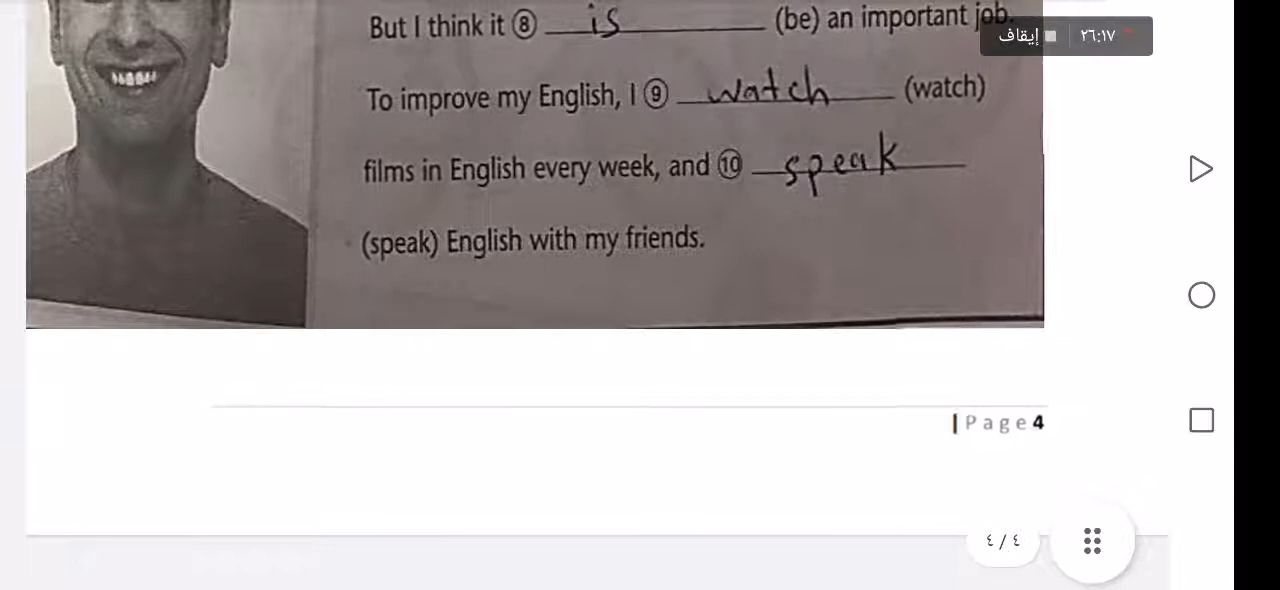 But I think it ⑧ is (be) an important job.
إيقاف ٢٦:١٧
To improve my English, I ⑨ watch (watch)
films in English every week, and ⑩ speak
(speak) English with my friends.
| Page 4
٤ / ٤